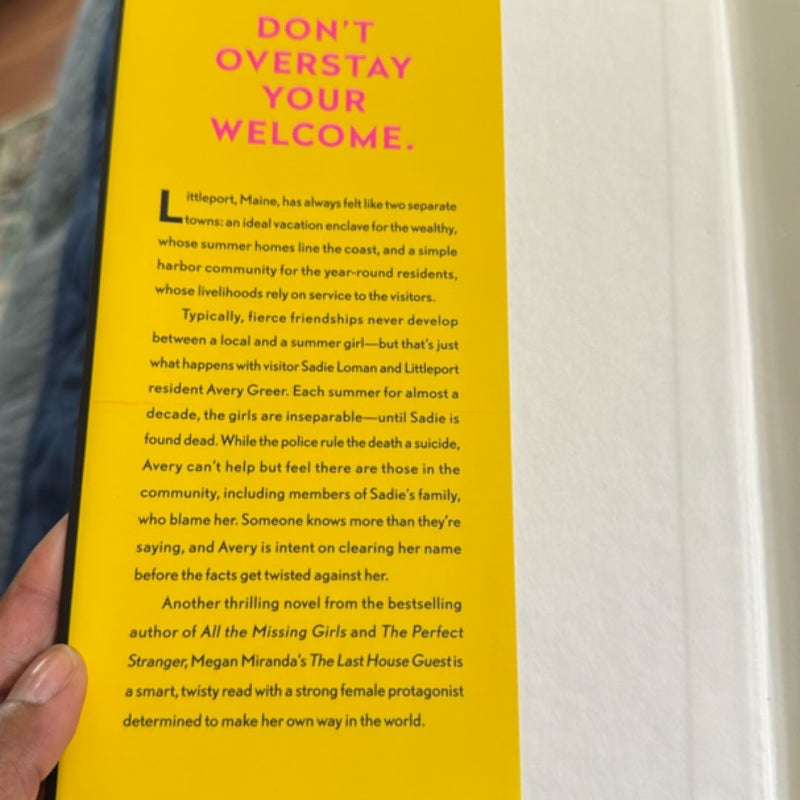 DON'T
OVERSTAY
YOUR
WELCOME.
Littleport, Maine, has always felt like two separate
towns: an ideal vacation enclave for the wealthy,
whose summer homes line the coast, and a simple
harbor community for the year-round residents,
whose livelihoods rely on service to the visitors.
Typically, fierce friendships never develop
between a local and a summer girl—but that's just
what happens with visitor Sadie Loman and Littleport
resident Avery Greer. Each summer for almost a
decade, the girls are inseparable—until Sadie is
found dead. While the police rule the death a suicide,
Avery can't help but feel there are those in the
community, including members of Sadie's family,
who blame her. Someone knows more than they're
saying, and Avery is intent on clearing her name
before the facts get twisted against her.
Another thrilling novel from the bestselling
author of All the Missing Girls and The Perfect
Stranger, Megan Miranda's The Last House Guest is
a smart, twisty read with a strong female protagonist
determined to make her own way in the world.